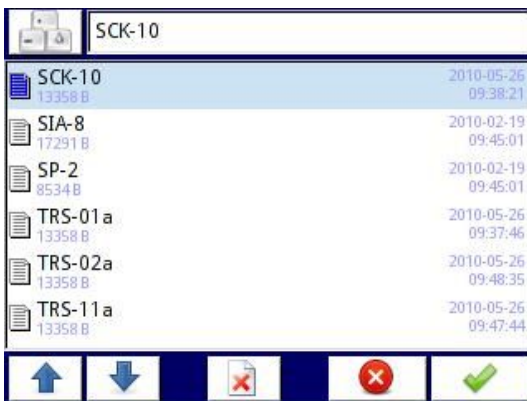 SCK-10
SCK-10
2010-05-26
13358 B
09:38:21
SIA-8
2010-02-19
17291 B
09:45:01
SP-2
2010-02-19
8534 B
09:45:01
TRS-01a
2010-05-26
13358 B
09:37:46
TRS-02a
2010-05-26
13358 B
09:48:35
TRS-11a
2010-05-26
13358 B
09:47:44